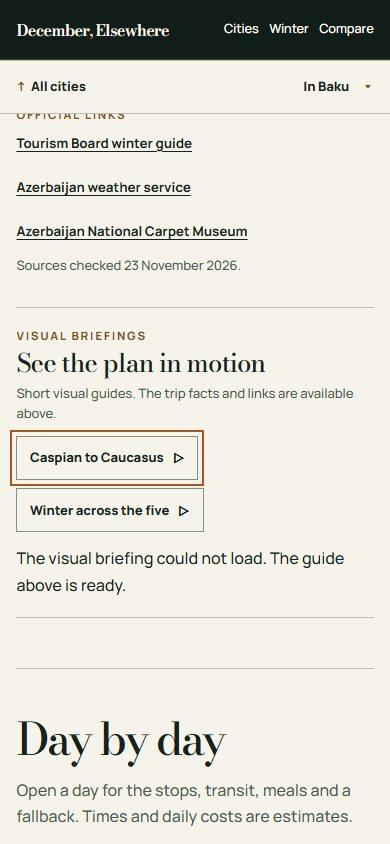 December, Elsewhere
Cities Winter Compare
↑ All cities
In Baku
OFFICIAL LINKS
Tourism Board winter guide
Azerbaijan weather service
Azerbaijan National Carpet Museum
Sources checked 23 November 2026.
VISUAL BRIEFINGS
See the plan in motion
Short visual guides. The trip facts and links are available
above.
Caspian to Caucasus
Winter across the five
The visual briefing could not load. The guide
above is ready.
Day by day
Open a day for the stops, transit, meals and a
fallback. Times and daily costs are estimates.